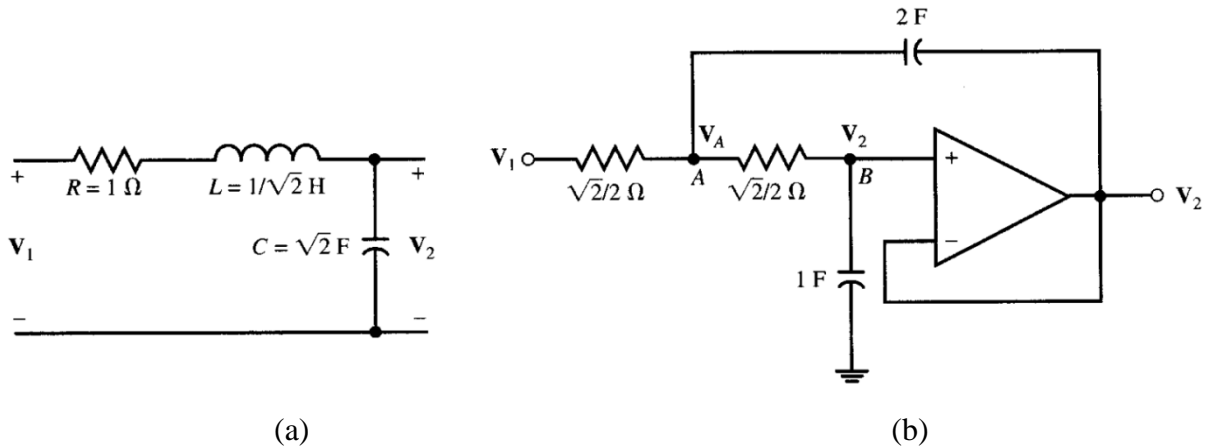 2 F
V_A V_2
V_1 + V_2
A B
√2/2 Ω √2/2 Ω
−
1 F
+ R = 1 Ω L = 1/√2 H +
V_1 C = √2 F V_2
− −
(a) (b)